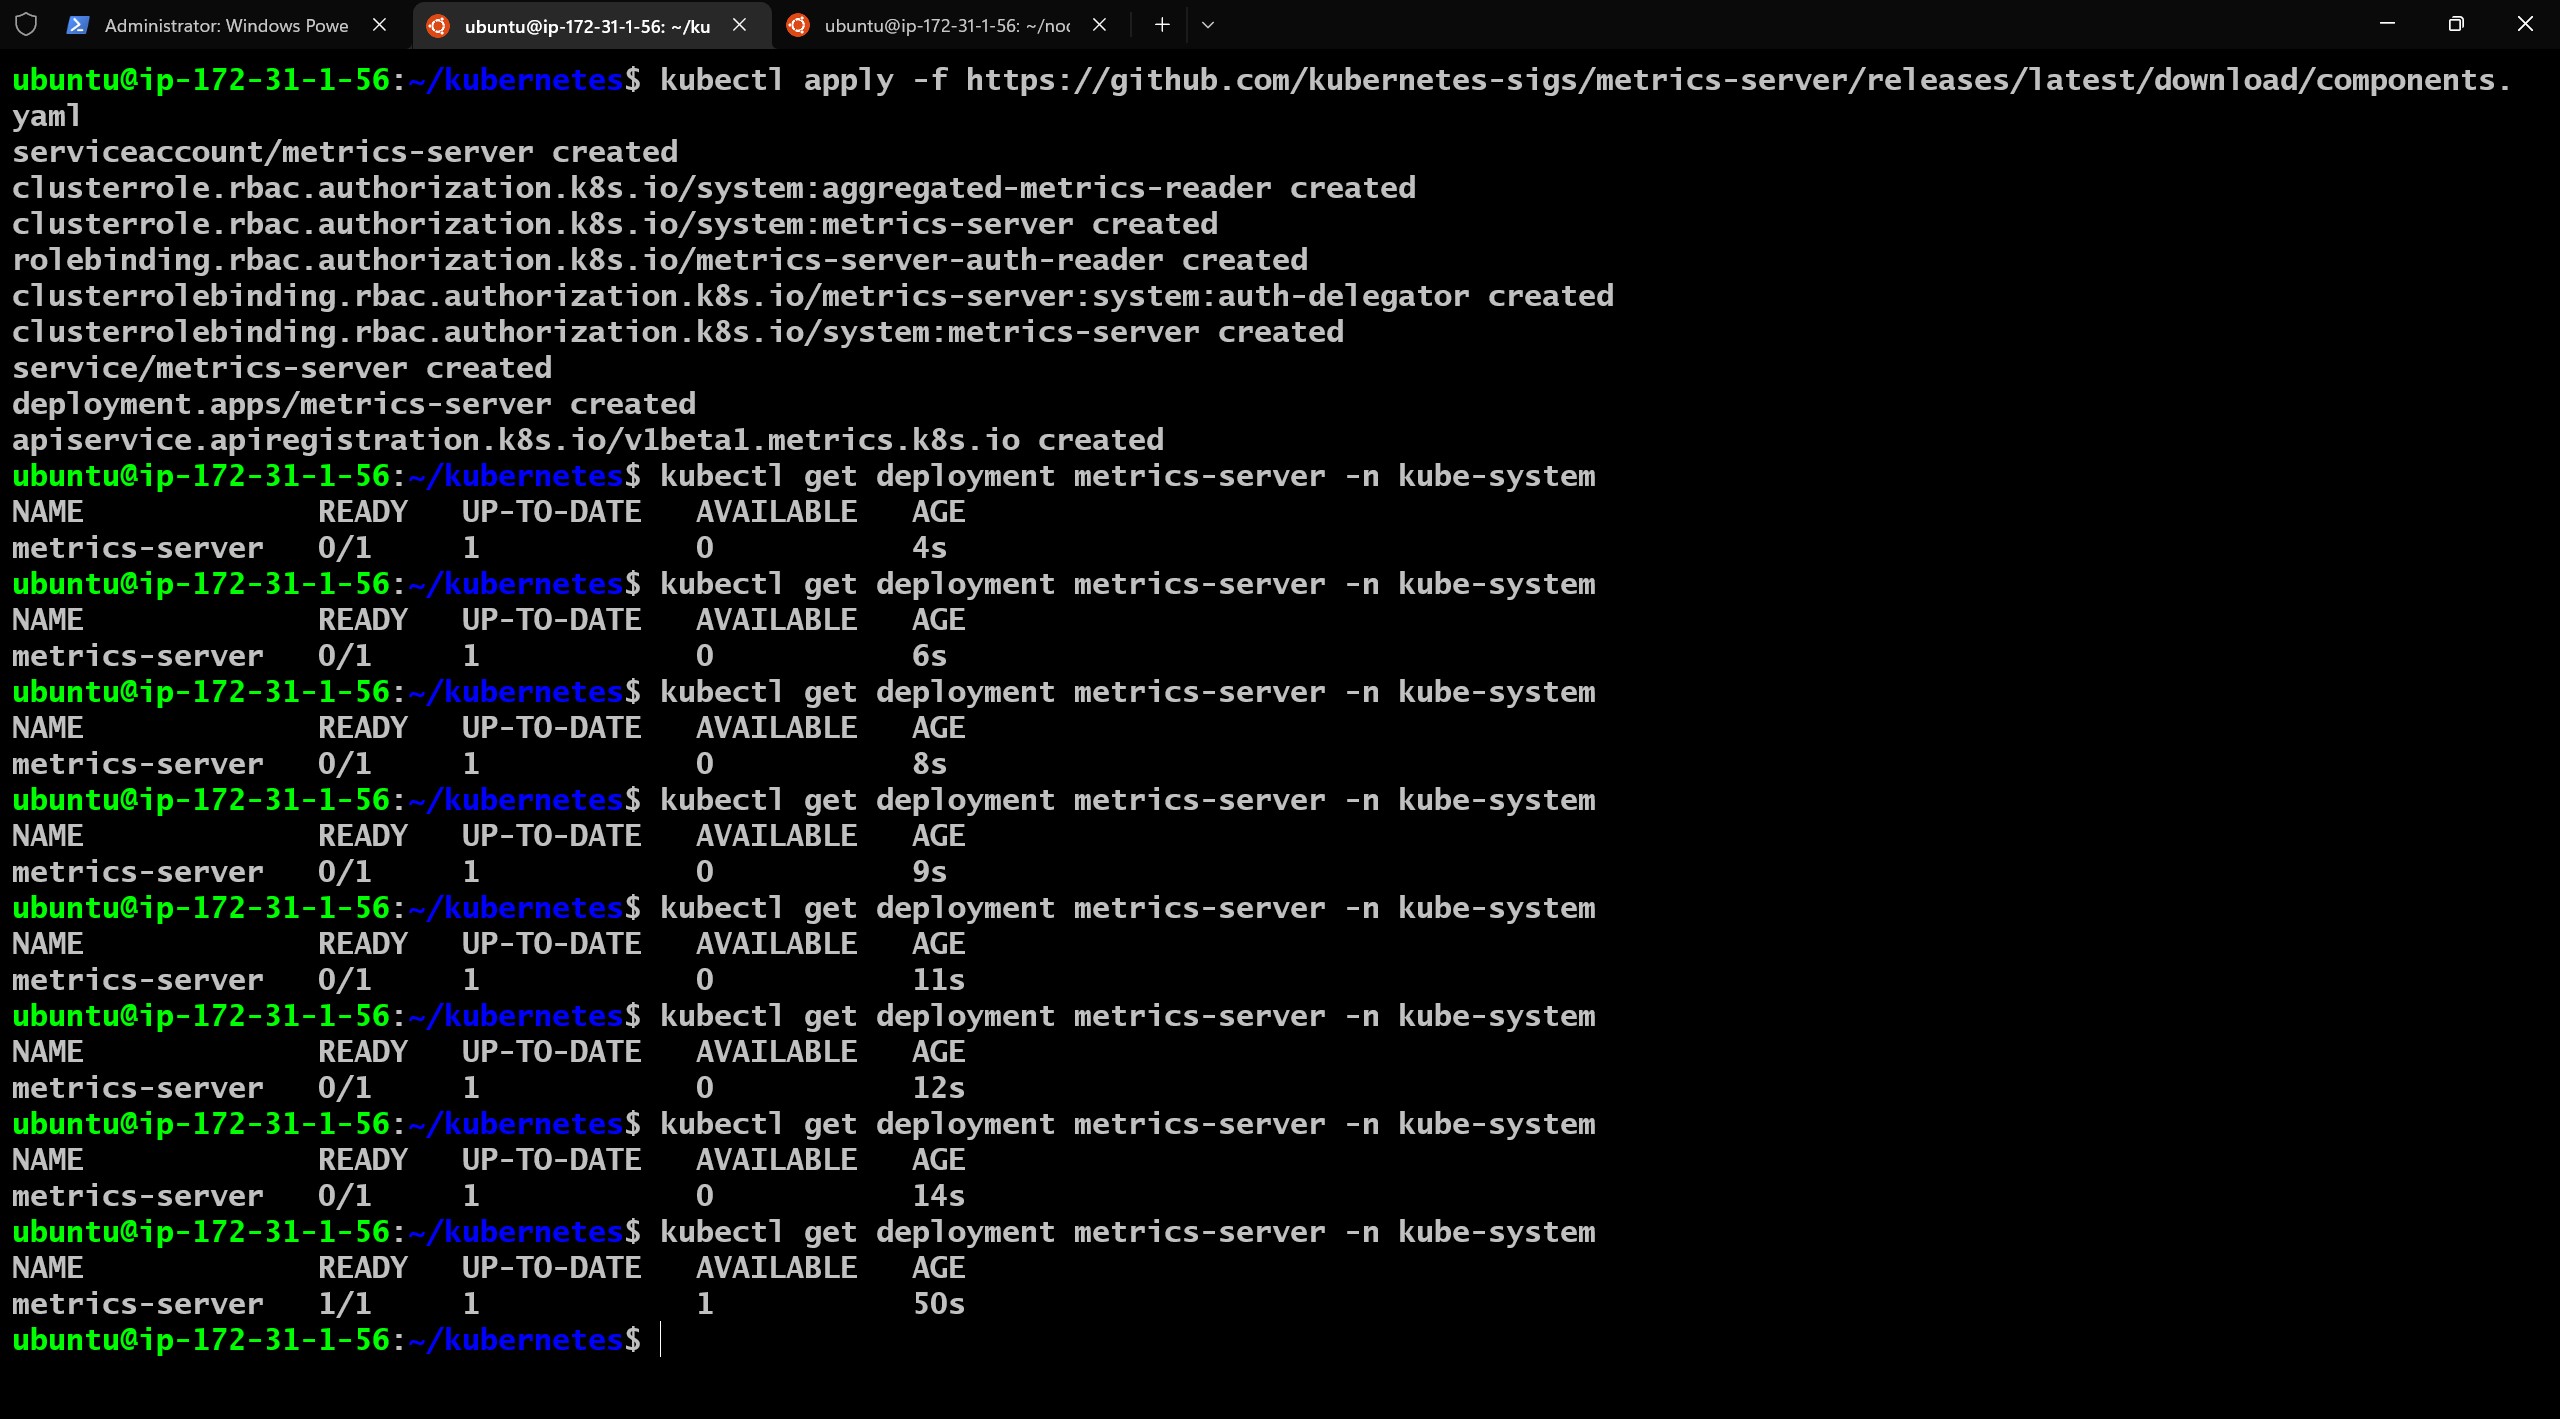 Administrator: Windows Powe
ubuntu@ip-172-31-1-56: ~/ku
ubuntu@ip-172-31-1-56: ~/noc
ubuntu@ip-172-31-1-56:~/kubernetes$ kubectl apply -f https://github.com/kubernetes-sigs/metrics-server/releases/latest/download/components.
yaml
serviceaccount/metrics-server created
clusterrole.rbac.authorization.k8s.io/system:aggregated-metrics-reader created
clusterrole.rbac.authorization.k8s.io/system:metrics-server created
rolebinding.rbac.authorization.k8s.io/metrics-server-auth-reader created
clusterrolebinding.rbac.authorization.k8s.io/metrics-server:system:auth-delegator created
clusterrolebinding.rbac.authorization.k8s.io/system:metrics-server created
service/metrics-server created
deployment.apps/metrics-server created
apiservice.apiregistration.k8s.io/v1beta1.metrics.k8s.io created
ubuntu@ip-172-31-1-56:~/kubernetes$ kubectl get deployment metrics-server -n kube-system
NAME             READY   UP-TO-DATE   AVAILABLE   AGE
metrics-server   0/1     1            0           4s
ubuntu@ip-172-31-1-56:~/kubernetes$ kubectl get deployment metrics-server -n kube-system
NAME             READY   UP-TO-DATE   AVAILABLE   AGE
metrics-server   0/1     1            0           6s
ubuntu@ip-172-31-1-56:~/kubernetes$ kubectl get deployment metrics-server -n kube-system
NAME             READY   UP-TO-DATE   AVAILABLE   AGE
metrics-server   0/1     1            0           8s
ubuntu@ip-172-31-1-56:~/kubernetes$ kubectl get deployment metrics-server -n kube-system
NAME             READY   UP-TO-DATE   AVAILABLE   AGE
metrics-server   0/1     1            0           9s
ubuntu@ip-172-31-1-56:~/kubernetes$ kubectl get deployment metrics-server -n kube-system
NAME             READY   UP-TO-DATE   AVAILABLE   AGE
metrics-server   0/1     1            0           11s
ubuntu@ip-172-31-1-56:~/kubernetes$ kubectl get deployment metrics-server -n kube-system
NAME             READY   UP-TO-DATE   AVAILABLE   AGE
metrics-server   0/1     1            0           12s
ubuntu@ip-172-31-1-56:~/kubernetes$ kubectl get deployment metrics-server -n kube-system
NAME             READY   UP-TO-DATE   AVAILABLE   AGE
metrics-server   0/1     1            0           14s
ubuntu@ip-172-31-1-56:~/kubernetes$ kubectl get deployment metrics-server -n kube-system
NAME             READY   UP-TO-DATE   AVAILABLE   AGE
metrics-server   1/1     1            1           50s
ubuntu@ip-172-31-1-56:~/kubernetes$